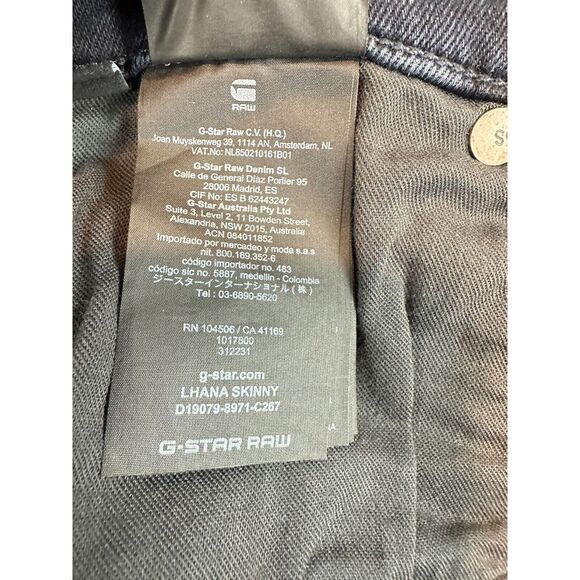 RAW
G-Star Raw C.V. (H.Q.)
Joan Muyskenweg 39, 1114 AN, Amsterdam, NL
VAT.No: NL850210161B01
G-Star Raw Denim SL
Calle de General Díaz Porlier 95
28006 Madrid, ES
CIF No: ES B 62443247
G-Star Australia Pty Ltd
Suite 3, Level 2, 11 Bowden Street,
Alexandria, NSW 2015, Australia
ACN 084011852
Importado por mercadeo y moda s.a.s
nit. 800.169.352-6
código importador no. 483
código sic no. 5887, medellin - Colombia
ジースターインターナショナル (株)
Tel : 03-6890-5620
RN 104506 / CA 41169
1017800
312231
g-star.com
LHANA SKINNY
D19079-8971-C267
G-STAR RAW